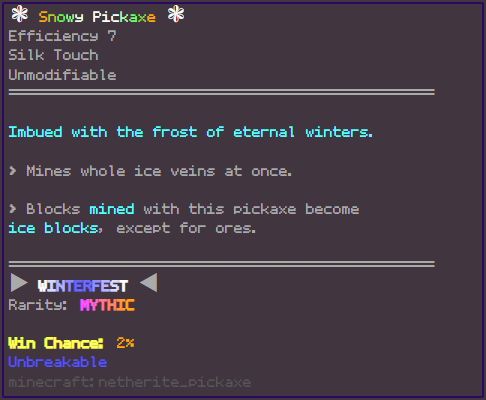 ❃ Snowy Pickaxe ❃
Efficiency 7
Silk Touch
Unmodifiable
Imbued with the frost of eternal winters.
> Mines whole ice veins at once.
> Blocks mined with this pickaxe become
ice blocks, except for ores.
▶ WINTERFEST ◀
Rarity: MYTHIC
Win Chance: 2%
Unbreakable
minecraft:netherite_pickaxe